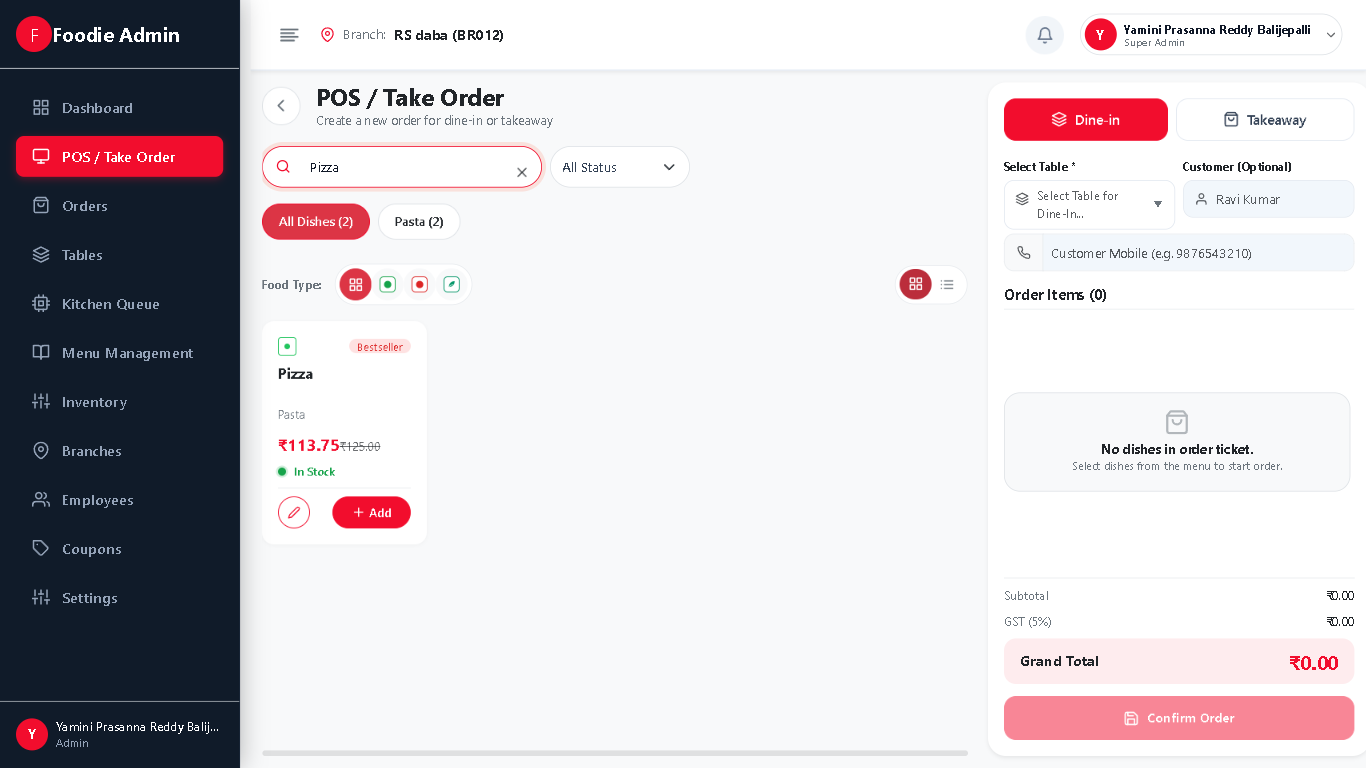 F Foodie Admin
Dashboard
POS / Take Order
Orders
Tables
Kitchen Queue
Menu Management
Inventory
Branches
Employees
Coupons
Settings
Y
Yamini Prasanna Reddy Balij...
Admin
Branch: RS daba (BR012)
Y
Yamini Prasanna Reddy Balijepalli
Super Admin
POS / Take Order
Create a new order for dine-in or takeaway
Pizza
All Status
All Dishes (2)
Pasta (2)
Food Type:
Bestseller
Pizza
Pasta
₹113.75 ₹125.00
In Stock
+ Add
Dine-in
Takeaway
Select Table *
Customer (Optional)
Select Table for
Dine-In...
Ravi Kumar
Customer Mobile (e.g. 9876543210)
Order Items (0)
No dishes in order ticket.
Select dishes from the menu to start order.
Subtotal ₹0.00
GST (5%) ₹0.00
Grand Total ₹0.00
Confirm Order